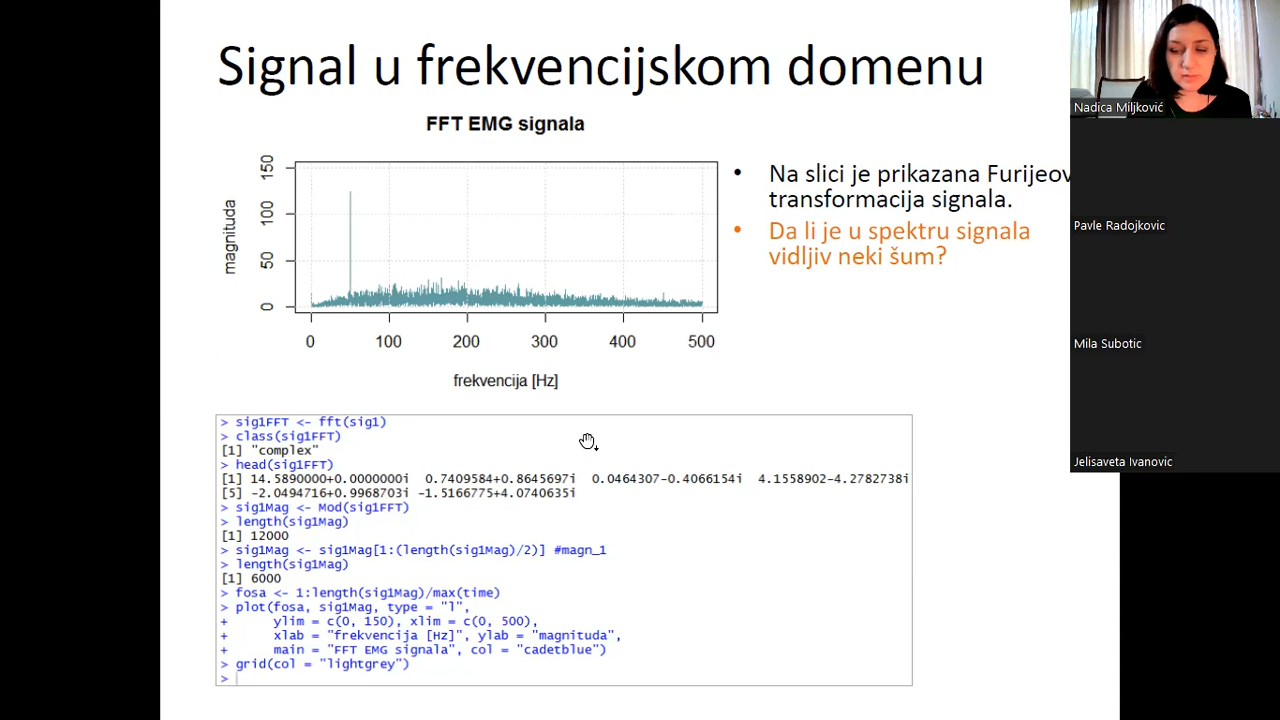 Signal u frekvencijskom domenu
FFT EMG signala
magnituda
150
100
50
0
0 100 200 300 400 500
frekvencija [Hz]
• Na slici je prikazana Furijeov
transformacija signala.
• Da li je u spektru signala
vidljiv neki šum?
> sig1FFT <- fft(sig1)
> class(sig1FFT)
[1] "complex"
> head(sig1FFT)
[1] 14.5890000+0.0000000i 0.7409584+0.8645697i 0.0464307-0.4066154i 4.1558902-4.2782738i
[5] -2.0494716+0.9968703i -1.5166775+4.0740635i
> sig1Mag <- Mod(sig1FFT)
> length(sig1Mag)
[1] 12000
> sig1Mag <- sig1Mag[1:(length(sig1Mag)/2)] #magn_1
> length(sig1Mag)
[1] 6000
> fosa <- 1:length(sig1Mag)/max(time)
> plot(fosa, sig1Mag, type = "l",
+ ylim = c(0, 150), xlim = c(0, 500),
+ xlab = "frekvencija [Hz]", ylab = "magnituda",
+ main = "FFT EMG signala", col = "cadetblue")
> grid(col = "lightgrey")
>
Nadica Miljković
Pavle Radojkovic
Mila Subotic
Jelisaveta Ivanovic